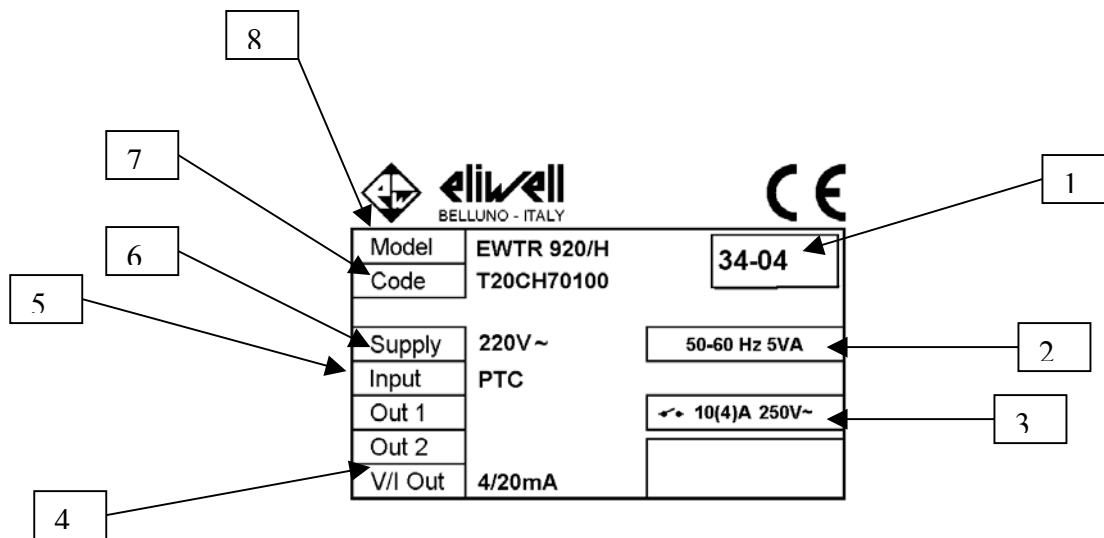 8
7
eliwell
BELLUNO - ITALY
CE
1
Model EWTR 920/H 34-04
6
Code T20CH70100
5
Supply 220V~ 50-60 Hz 5VA
2
Input PTC
Out 1 10(4)A 250V~
3
Out 2
V/I Out 4/20mA
4